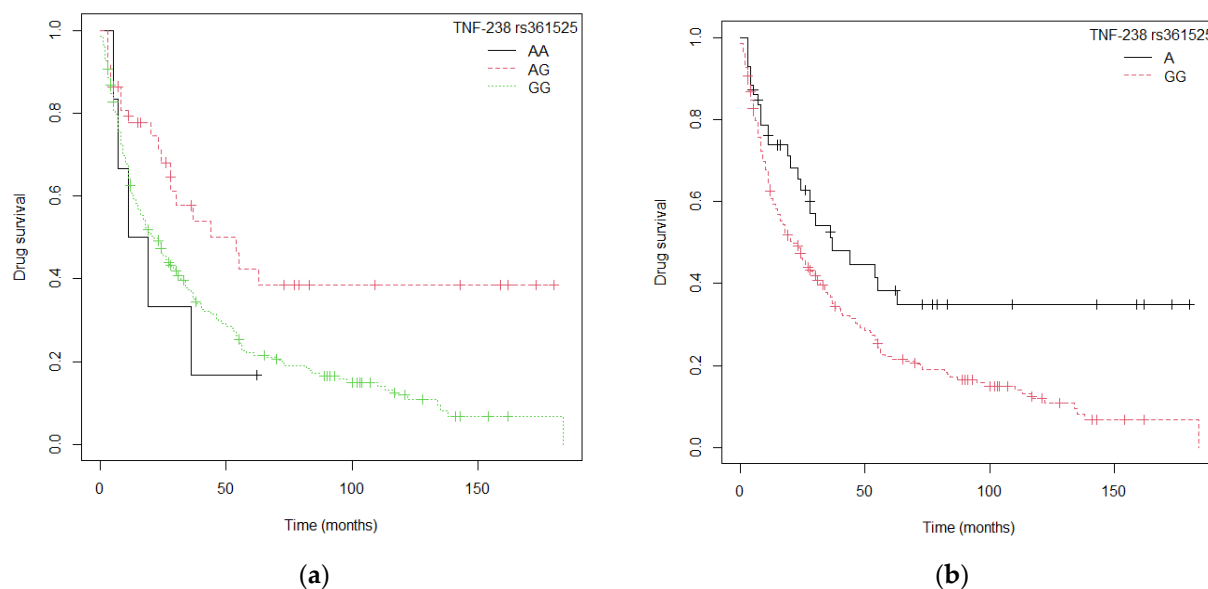 TNF-238 rs361525
AA
AG
GG
1.0
0.8
0.6
0.4
0.2
0.0
Drug survival
0 50 100 150
Time (months)
(a)
TNF-238 rs361525
A
GG
1.0
0.8
0.6
0.4
0.2
0.0
Drug survival
0 50 100 150
Time (months)
(b)